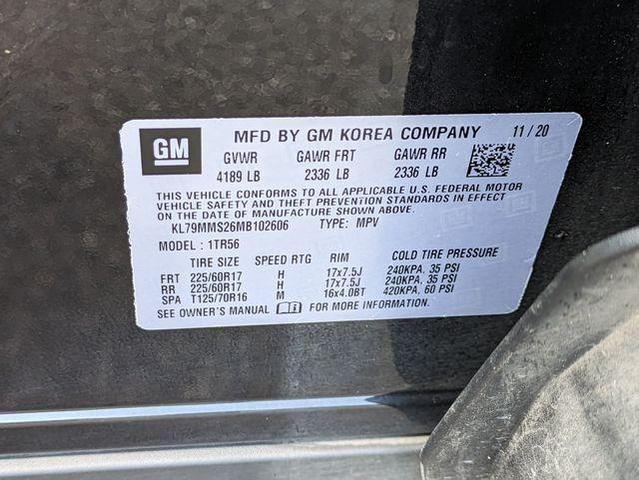 GM MFD BY GM KOREA COMPANY 11/20
GVWR GAWR FRT GAWR RR
4189 LB 2336 LB 2336 LB
THIS VEHICLE CONFORMS TO ALL APPLICABLE U.S. FEDERAL MOTOR
VEHICLE SAFETY AND THEFT PREVENTION STANDARDS IN EFFECT
ON THE DATE OF MANUFACTURE SHOWN ABOVE.
KL79MMS26MB102606 TYPE: MPV
MODEL: 1TR56
TIRE SIZE SPEED RTG RIM COLD TIRE PRESSURE
FRT 225/60R17 H 17x7.5J 240KPA, 35 PSI
RR 225/60R17 H 17x7.5J 240KPA, 35 PSI
SPA T125/70R16 M 16x4.0BT 420KPA, 60 PSI
SEE OWNER'S MANUAL FOR MORE INFORMATION.